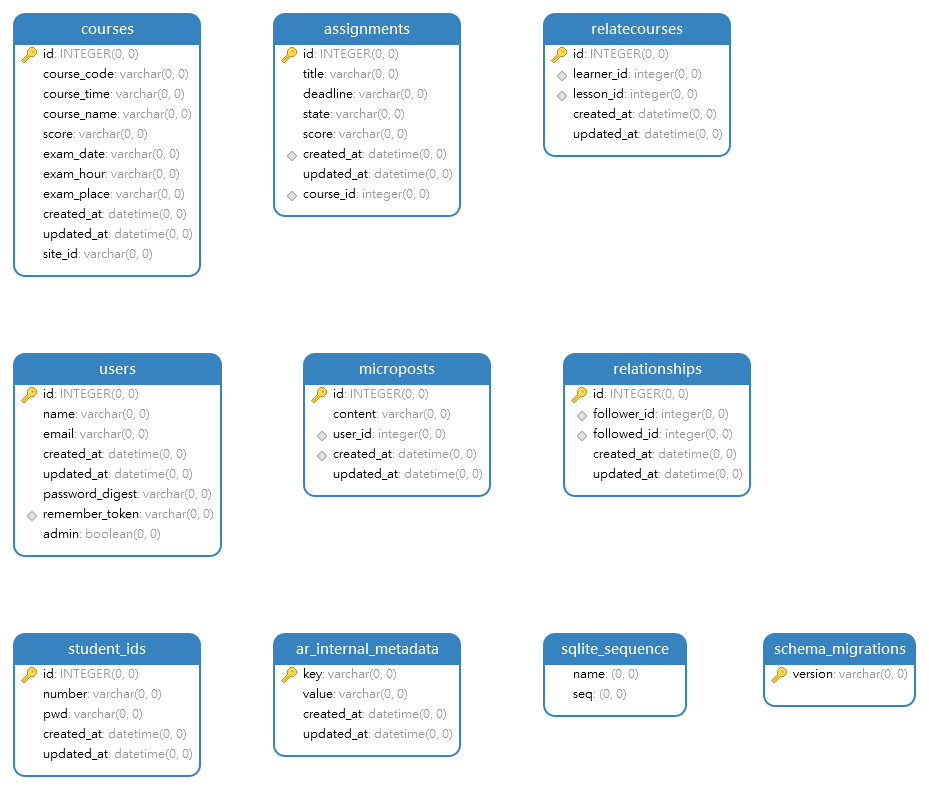 courses
id: INTEGER(0, 0)
course_code: varchar(0, 0)
course_time: varchar(0, 0)
course_name: varchar(0, 0)
score: varchar(0, 0)
exam_date: varchar(0, 0)
exam_hour: varchar(0, 0)
exam_place: varchar(0, 0)
created_at: datetime(0, 0)
updated_at: datetime(0, 0)
site_id: varchar(0, 0)
assignments
id: INTEGER(0, 0)
title: varchar(0, 0)
deadline: varchar(0, 0)
state: varchar(0, 0)
score: varchar(0, 0)
created_at: datetime(0, 0)
updated_at: datetime(0, 0)
course_id: integer(0, 0)
relatecourses
id: INTEGER(0, 0)
learner_id: integer(0, 0)
lesson_id: integer(0, 0)
created_at: datetime(0, 0)
updated_at: datetime(0, 0)
users
id: INTEGER(0, 0)
name: varchar(0, 0)
email: varchar(0, 0)
created_at: datetime(0, 0)
updated_at: datetime(0, 0)
password_digest: varchar(0, 0)
remember_token: varchar(0, 0)
admin: boolean(0, 0)
microposts
id: INTEGER(0, 0)
content: varchar(0, 0)
user_id: integer(0, 0)
created_at: datetime(0, 0)
updated_at: datetime(0, 0)
relationships
id: INTEGER(0, 0)
follower_id: integer(0, 0)
followed_id: integer(0, 0)
created_at: datetime(0, 0)
updated_at: datetime(0, 0)
student_ids
id: INTEGER(0, 0)
number: varchar(0, 0)
pwd: varchar(0, 0)
created_at: datetime(0, 0)
updated_at: datetime(0, 0)
ar_internal_metadata
key: varchar(0, 0)
value: varchar(0, 0)
created_at: datetime(0, 0)
updated_at: datetime(0, 0)
sqlite_sequence
name: (0, 0)
seq: (0, 0)
schema_migrations
version: varchar(0, 0)